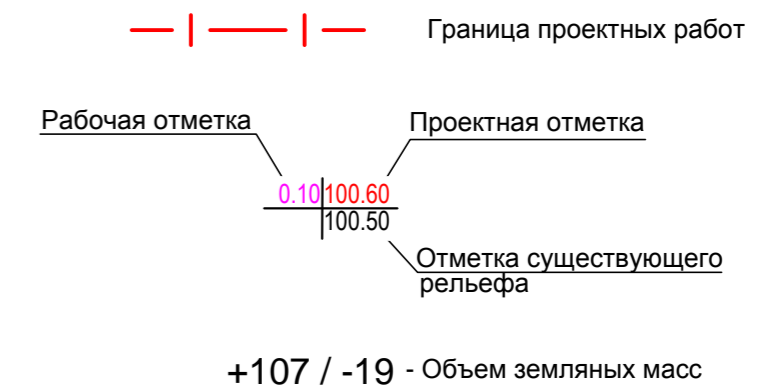 Граница проектных работ
Рабочая отметка
Проектная отметка
0.10 100.60
100.50
Отметка существующего
рельефа
+107 / -19 - Объем земляных масс